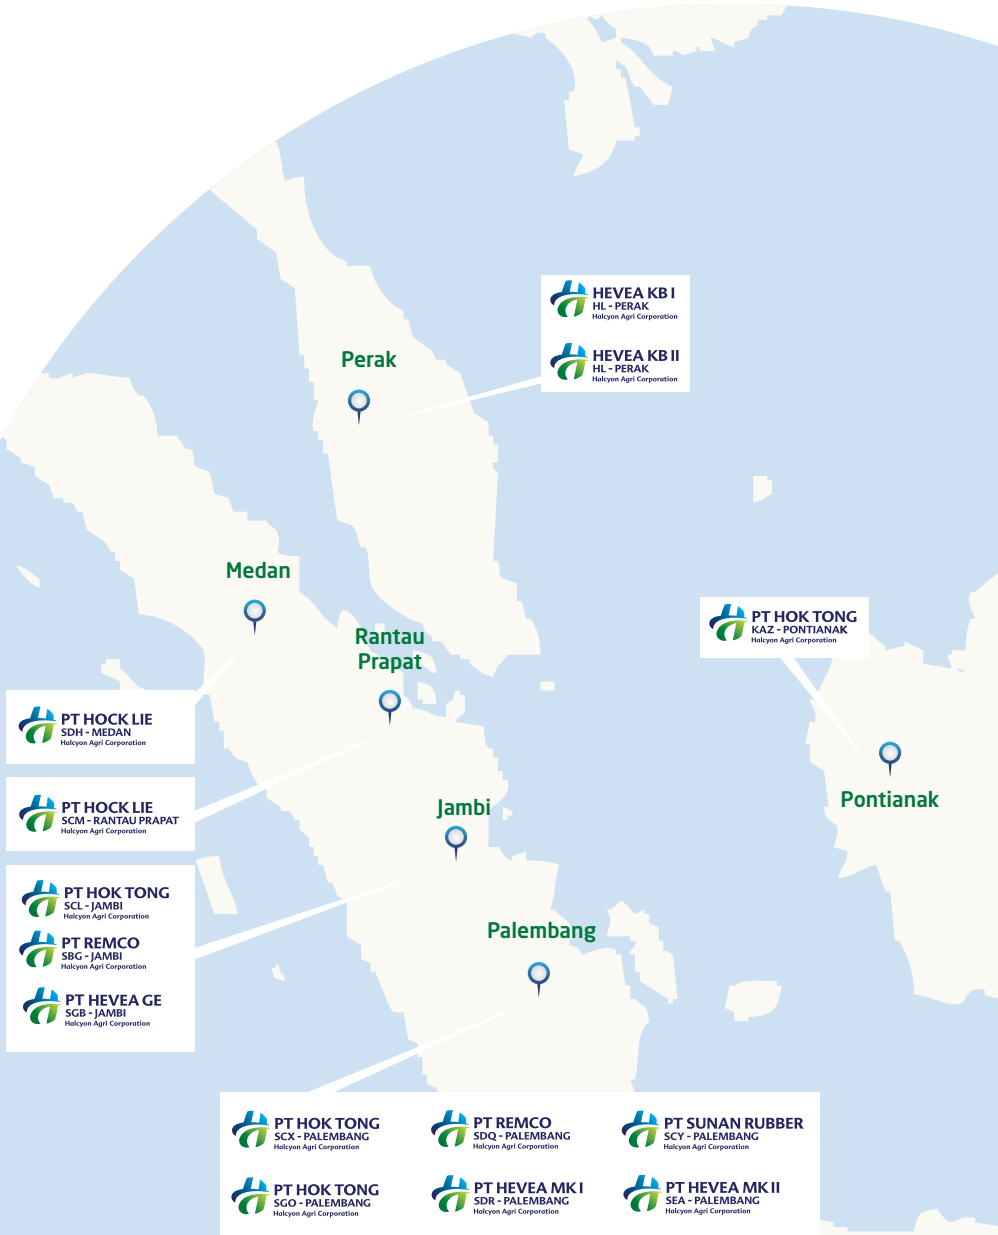 HEVEA KB I
HL - PERAK
Halcyon Agri Corporation
HEVEA KB II
HL - PERAK
Halcyon Agri Corporation
Perak
Medan
Rantau
Prapat
PT HOK TONG
KAZ - PONTIANAK
Halcyon Agri Corporation
PT HOCK LIE
SDH - MEDAN
Halcyon Agri Corporation
Pontianak
PT HOCK LIE
SCM - RANTAU PRAPAT
Halcyon Agri Corporation
Jambi
PT HOK TONG
SCL - JAMBI
Halcyon Agri Corporation
PT REMCO
SBG - JAMBI
Halcyon Agri Corporation
PT HEVEA GE
SGB - JAMBI
Halcyon Agri Corporation
Palembang
PT HOK TONG
SCX - PALEMBANG
Halcyon Agri Corporation
PT REMCO
SDQ - PALEMBANG
Halcyon Agri Corporation
PT SUNAN RUBBER
SCY - PALEMBANG
Halcyon Agri Corporation
PT HOK TONG
SGO - PALEMBANG
Halcyon Agri Corporation
PT HEVEA MK I
SDR - PALEMBANG
Halcyon Agri Corporation
PT HEVEA MK II
SEA - PALEMBANG
Halcyon Agri Corporation